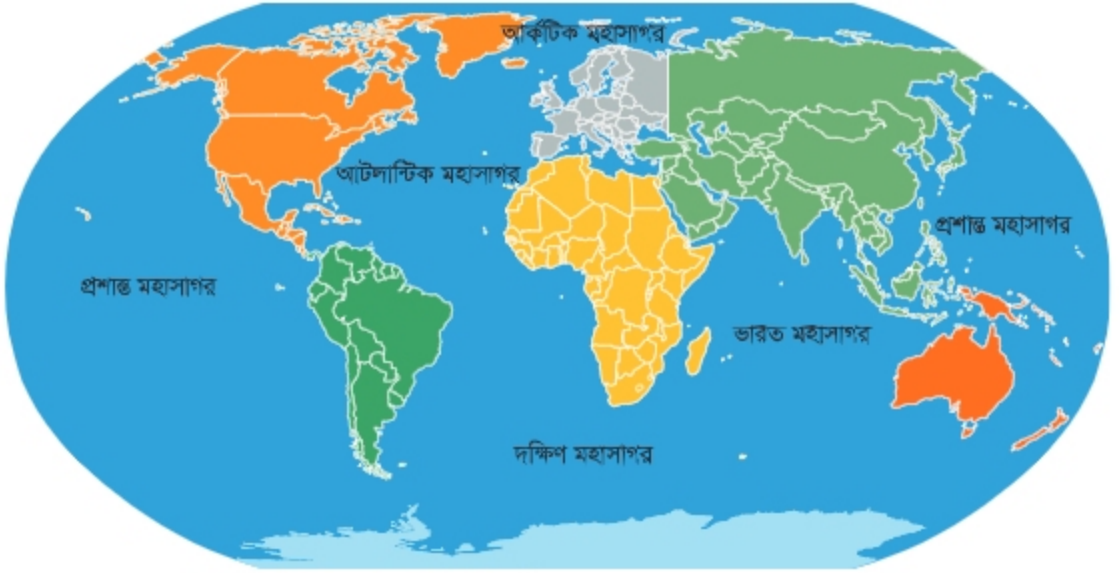 আর্কটিক মহাসাগর
আটলান্টিক মহাসাগর
প্রশান্ত মহাসাগর
প্রশান্ত মহাসাগর
ভারত মহাসাগর
দক্ষিণ মহাসাগর